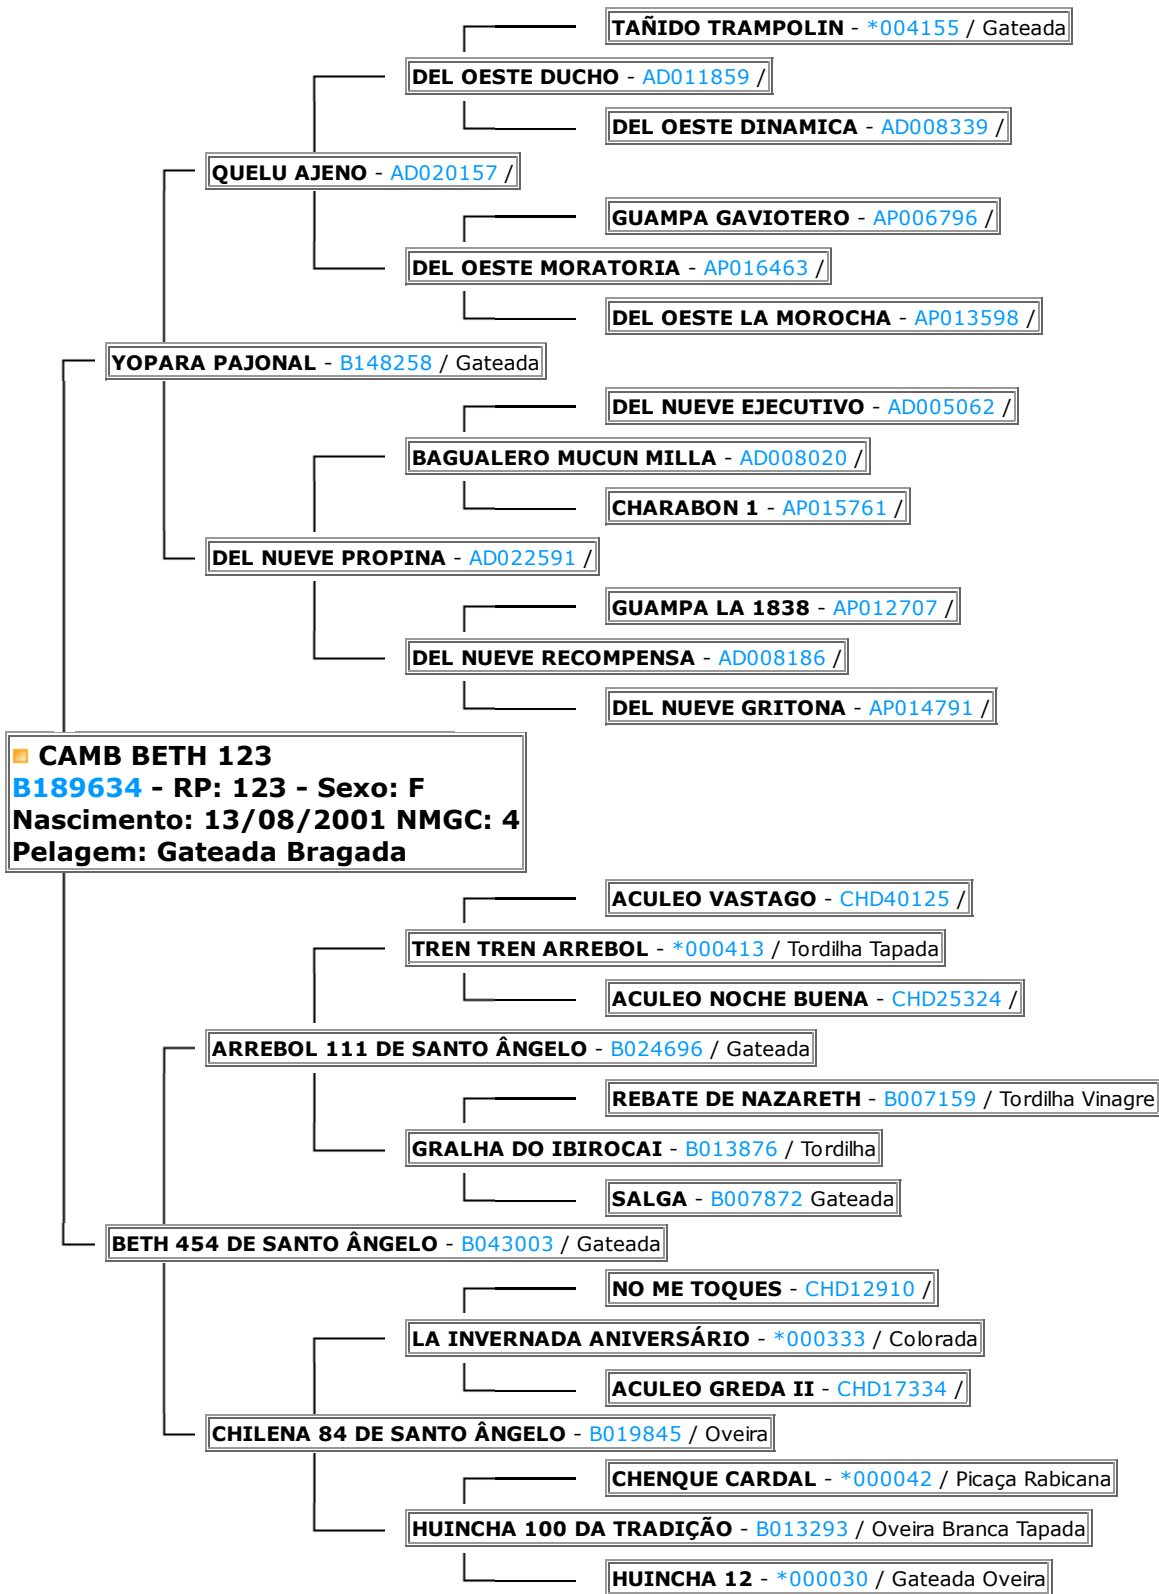 TAÑIDO TRAMPOLIN - *004155 / Gateada
DEL OESTE DUCHO - AD011859 /
DEL OESTE DINAMICA - AD008339 /
QUELU AJENO - AD020157 /
GUAMPA GAVIOTERO - AP006796 /
DEL OESTE MORATORIA - AP016463 /
DEL OESTE LA MOROCHA - AP013598 /
YOPARA PAJONAL - B148258 / Gateada
DEL NUEVE EJECUTIVO - AD005062 /
BAGUALERO MUCUN MILLA - AD008020 /
CHARABON 1 - AP015761 /
DEL NUEVE PROPINA - AD022591 /
GUAMPA LA 1838 - AP012707 /
DEL NUEVE RECOMPENSA - AD008186 /
DEL NUEVE GRITONA - AP014791 /
CAMB BETH 123
B189634 - RP: 123 - Sexo: F
Nascimento: 13/08/2001 NMGC: 4
Pelagem: Gateada Bragada
ACULEO VASTAGO - CHD40125 /
TREN TREN ARREBOL - *000413 / Tordilha Tapada
ACULEO NOCHE BUENA - CHD25324 /
ARREBOL 111 DE SANTO ÂNGELO - B024696 / Gateada
REBATE DE NAZARETH - B007159 / Tordilha Vinagre
GRALHA DO IBIROCAI - B013876 / Tordilha
SALGA - B007872 Gateada
BETH 454 DE SANTO ÂNGELO - B043003 / Gateada
NO ME TOQUES - CHD12910 /
LA INVERNADA ANIVERSÁRIO - *000333 / Colorada
ACULEO GREDA II - CHD17334 /
CHILENA 84 DE SANTO ÂNGELO - B019845 / Oveira
CHENQUE CARDAL - *000042 / Picaça Rabicana
HUINCHA 100 DA TRADIÇÃO - B013293 / Oveira Branca Tapada
HUINCHA 12 - *000030 / Gateada Oveira